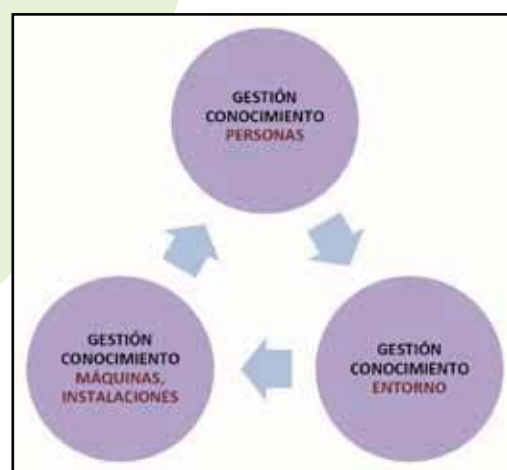 GESTIÓN
CONOCIMIENTO
PERSONAS
GESTIÓN
CONOCIMIENTO
ENTORNO
GESTIÓN
CONOCIMIENTO
MÁQUINAS,
INSTALACIONES